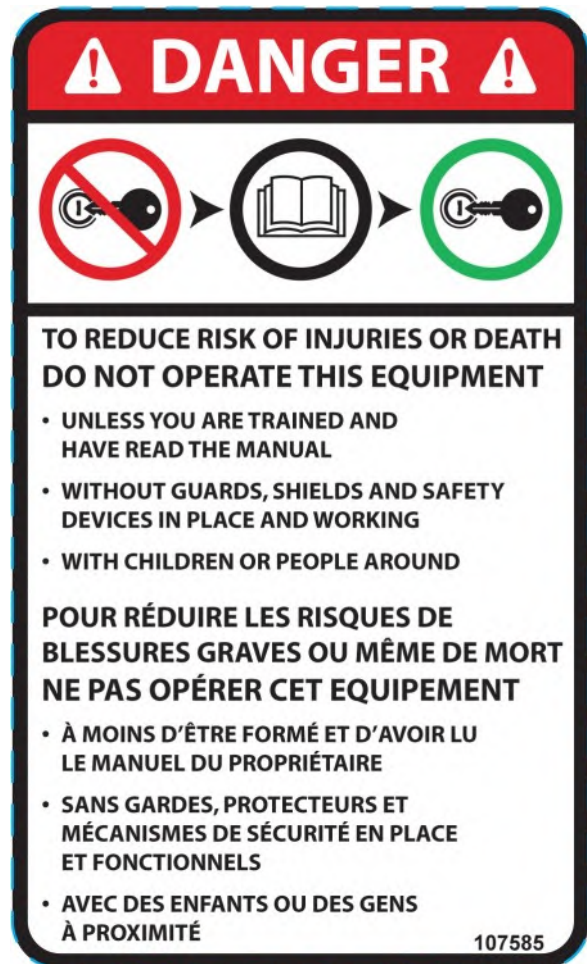 DANGER
TO REDUCE RISK OF INJURIES OR DEATH
DO NOT OPERATE THIS EQUIPMENT
• UNLESS YOU ARE TRAINED AND
HAVE READ THE MANUAL
• WITHOUT GUARDS, SHIELDS AND SAFETY
DEVICES IN PLACE AND WORKING
• WITH CHILDREN OR PEOPLE AROUND
POUR RÉDUIRE LES RISQUES DE
BLESSURES GRAVES OU MÊME DE MORT
NE PAS OPÉRER CET EQUIPEMENT
• À MOINS D’ÊTRE FORMÉ ET D’AVOIR LU
LE MANUEL DU PROPRIÉTAIRE
• SANS GARDES, PROTECTEURS ET
MÉCANISMES DE SÉCURITÉ EN PLACE
ET FONCTIONNELS
• AVEC DES ENFANTS OU DES GENS
À PROXIMITÉ
107585